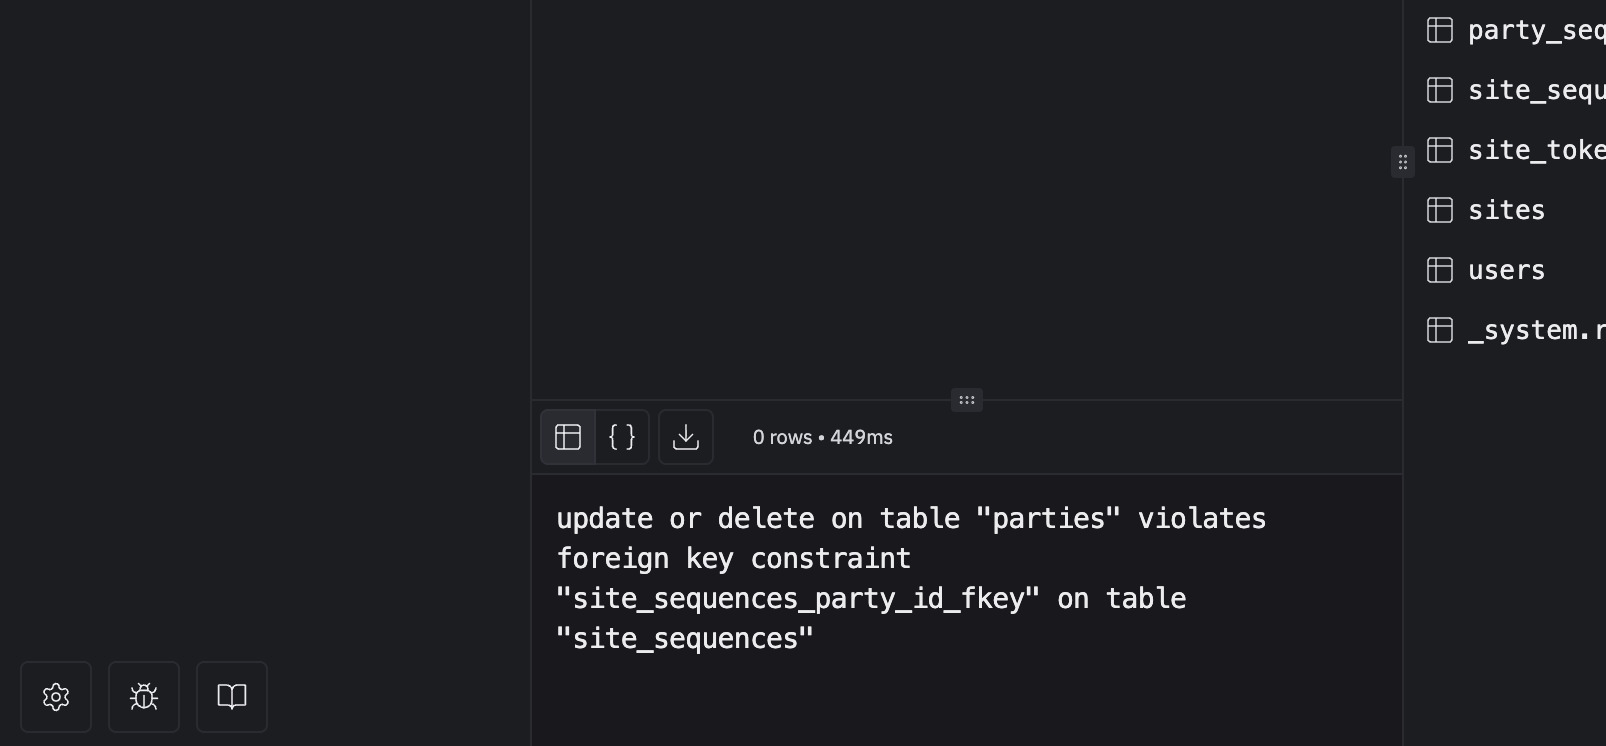 party_seq
site_sequ
site_toke
sites
users
_system.r
0 rows • 449ms
update or delete on table "parties" violates
foreign key constraint
"site_sequences_party_id_fkey" on table
"site_sequences"